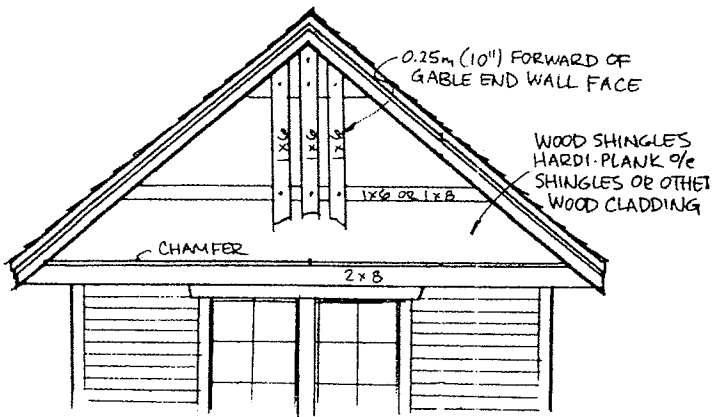 0.25m (10") FORWARD OF
GABLE END WALL FACE
1x6
1x6
1x6
WOOD SHINGLES
HARDI-PLANK o/e
SHINGLES OR OTHER
WOOD CLADDING
1x6 OR 1x8
CHAMFER
2x8